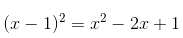 (x − 1)² = x² − 2x + 1